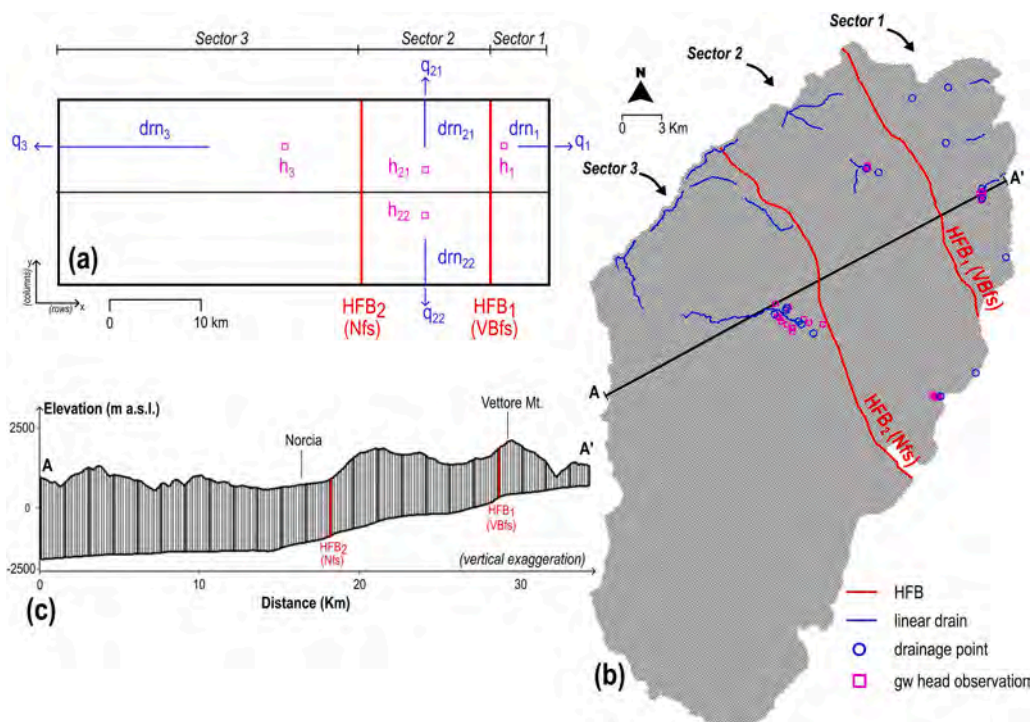 Sector 3
Sector 2
Sector 1
q21
q3
drn3
drn21
drn1
q1
h3
h21
h1
h22
drn22
(a)
(columns) y
(rows) x
0 10 km
HFB2 (Nfs)
q22
HFB1 (VBfs)
Sector 1
Sector 2
N
0 3 Km
Sector 3
A'
HFB1 (VBfs)
A
HFB2 (Nfs)
HFB
linear drain
drainage point
gw head observation
(b)
Elevation (m a.s.l.)
Vettore Mt.
2500
Norcia
A
A'
0
HFB1
(VBfs)
HFB2
(Nfs)
(vertical exaggeration)
-2500
0 10 20 30
(c)
Distance (Km)